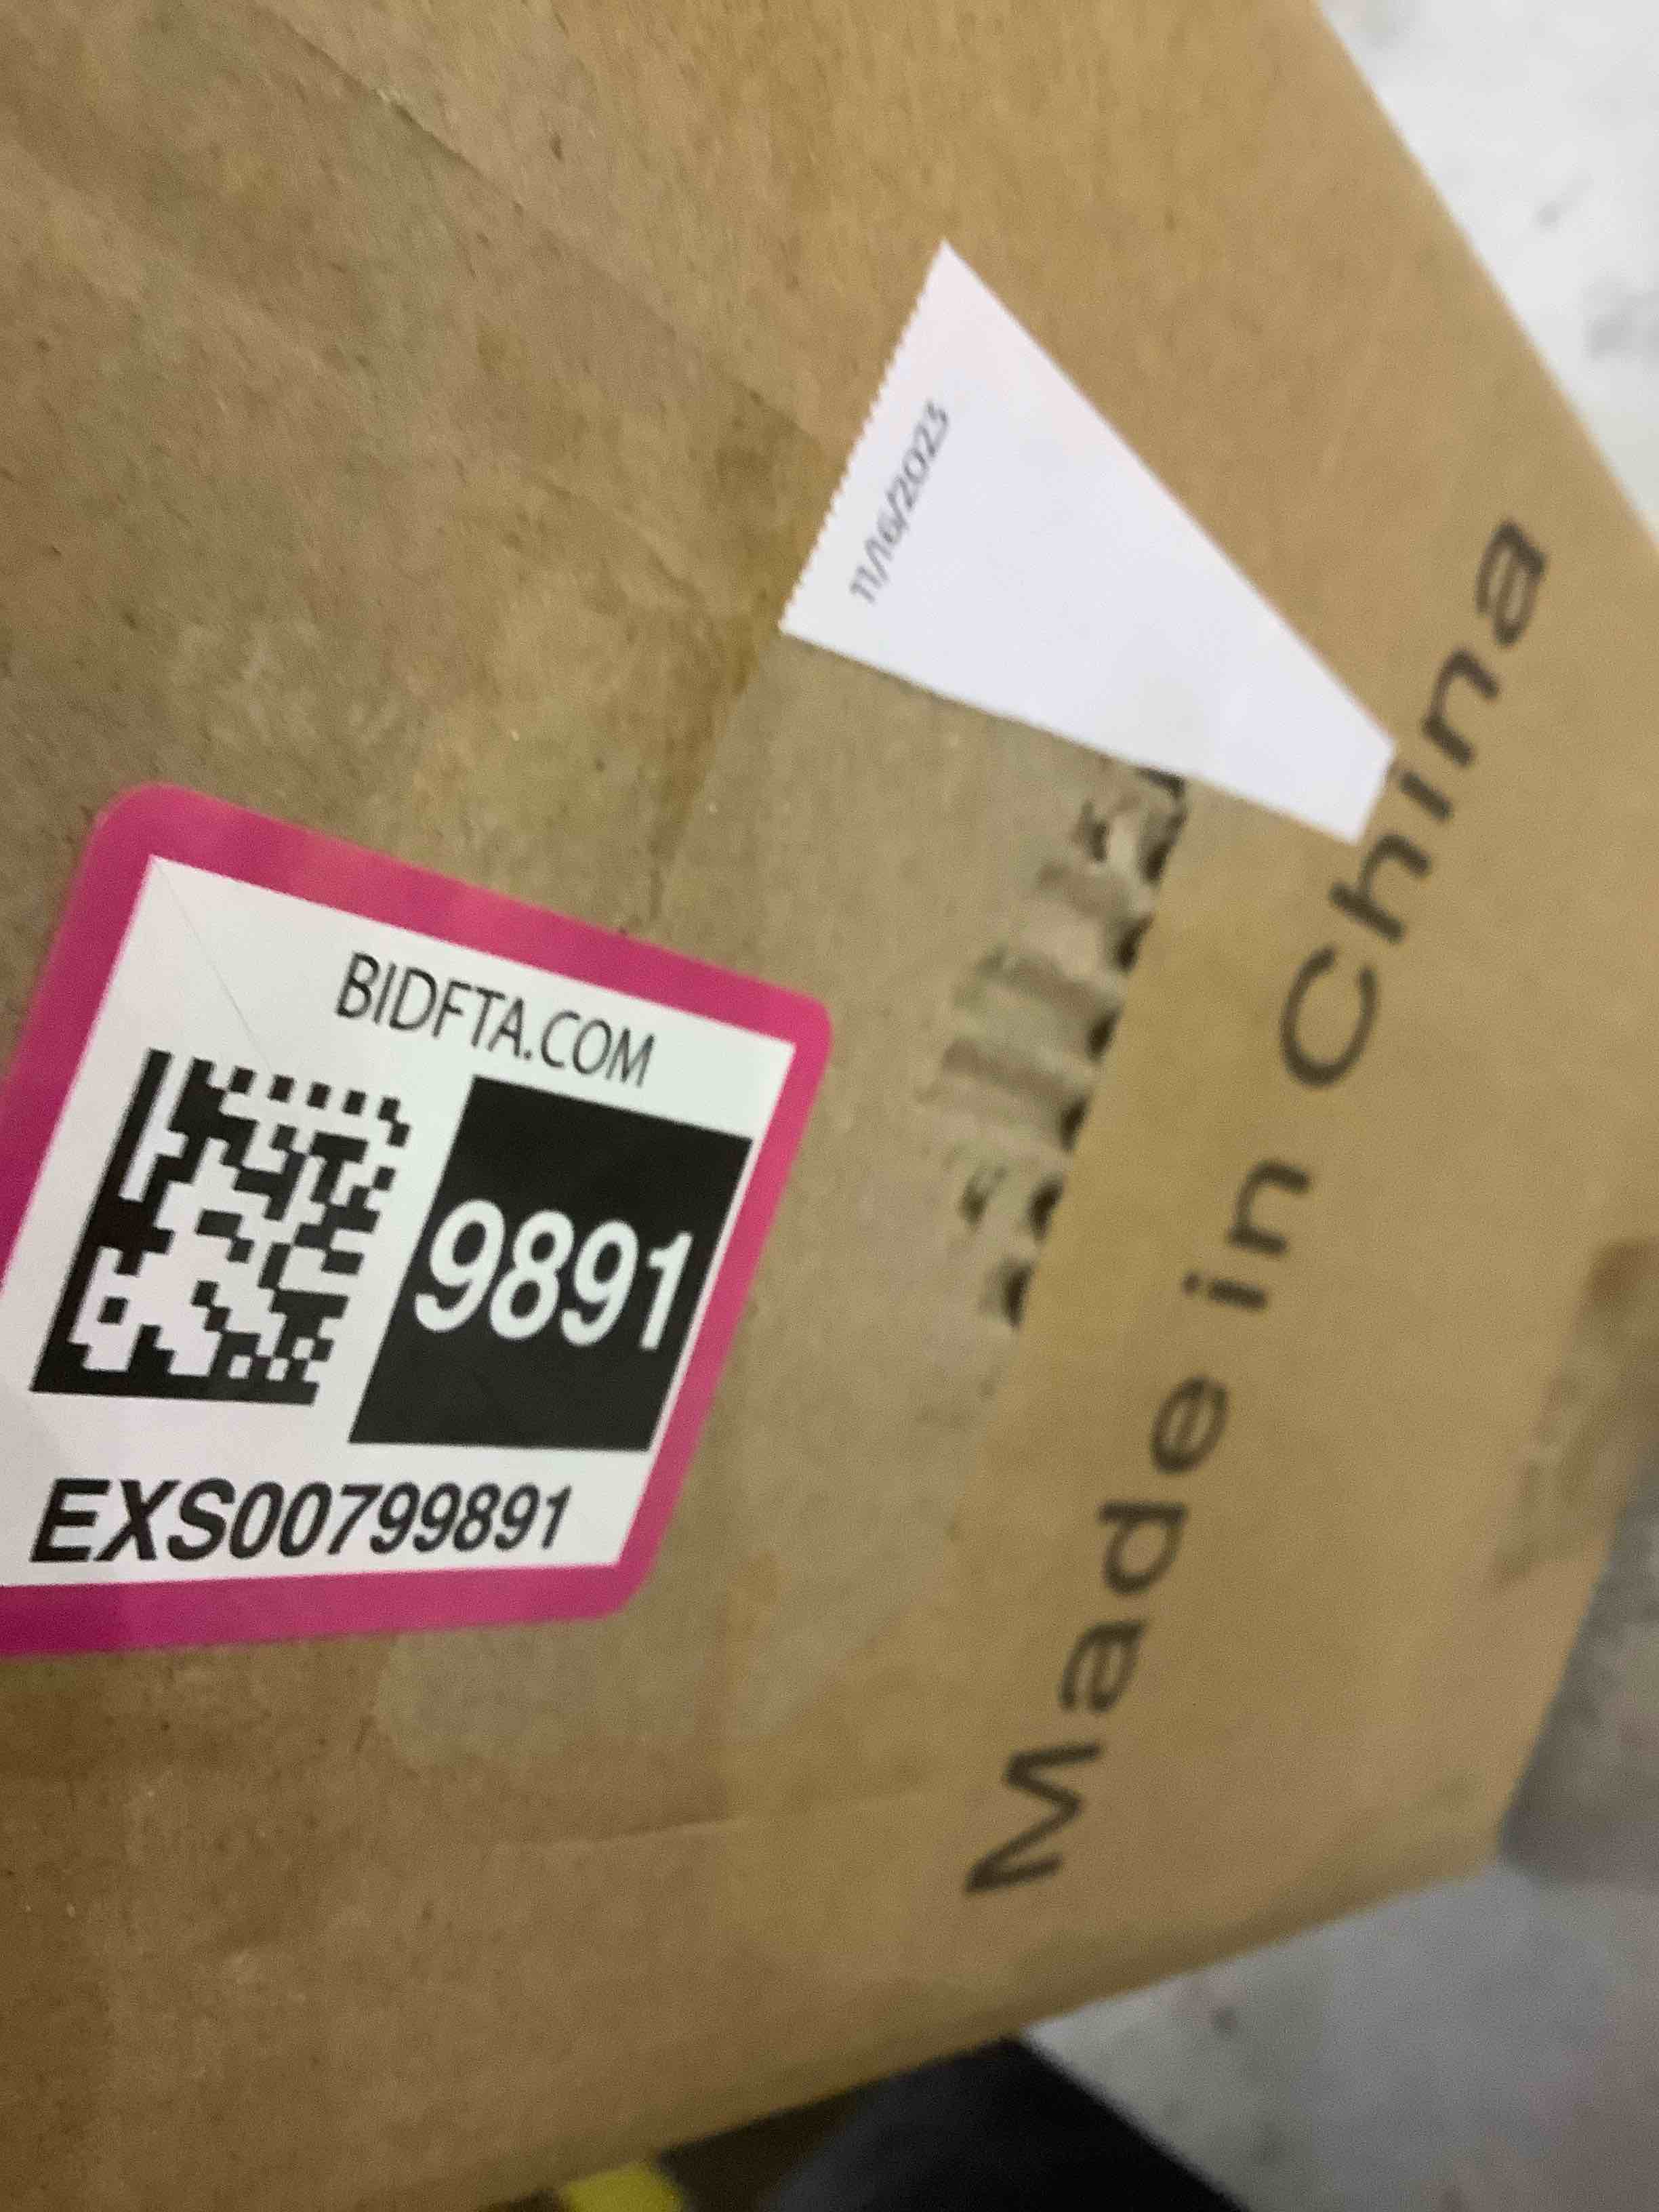 BIDFTA.COM
9891
EXS00799891
11/16/2023
Made in China